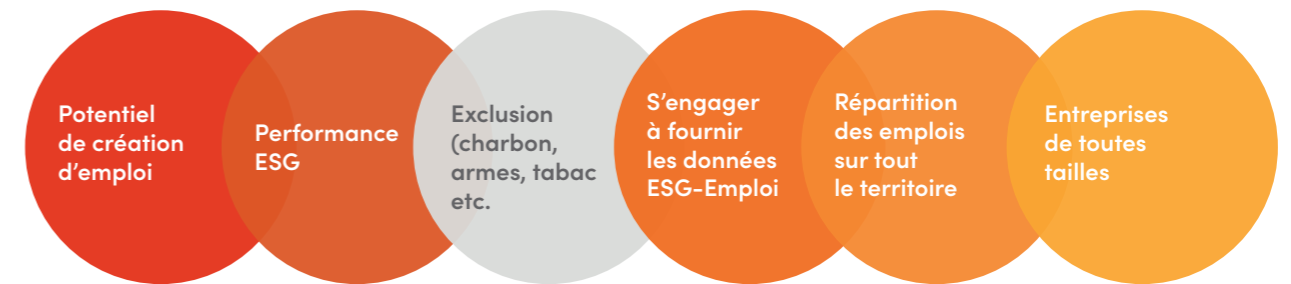 Potentiel
de création
d’emploi
Performance
ESG
Exclusion
(charbon,
armes, tabac
etc.
S’engager
à fournir
les données
ESG-Emploi
Répartition
des emplois
sur tout
le territoire
Entreprises
de toutes
tailles